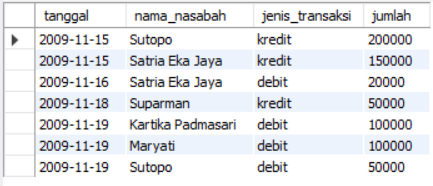 tanggal nama_nasabah jenis_transaksi jumlah
2009-11-15 Sutopo kredit 200000
2009-11-15 Satria Eka Jaya kredit 150000
2009-11-16 Satria Eka Jaya debit 20000
2009-11-18 Suparman kredit 50000
2009-11-19 Kartika Padmasari debit 100000
2009-11-19 Maryati debit 100000
2009-11-19 Sutopo debit 50000